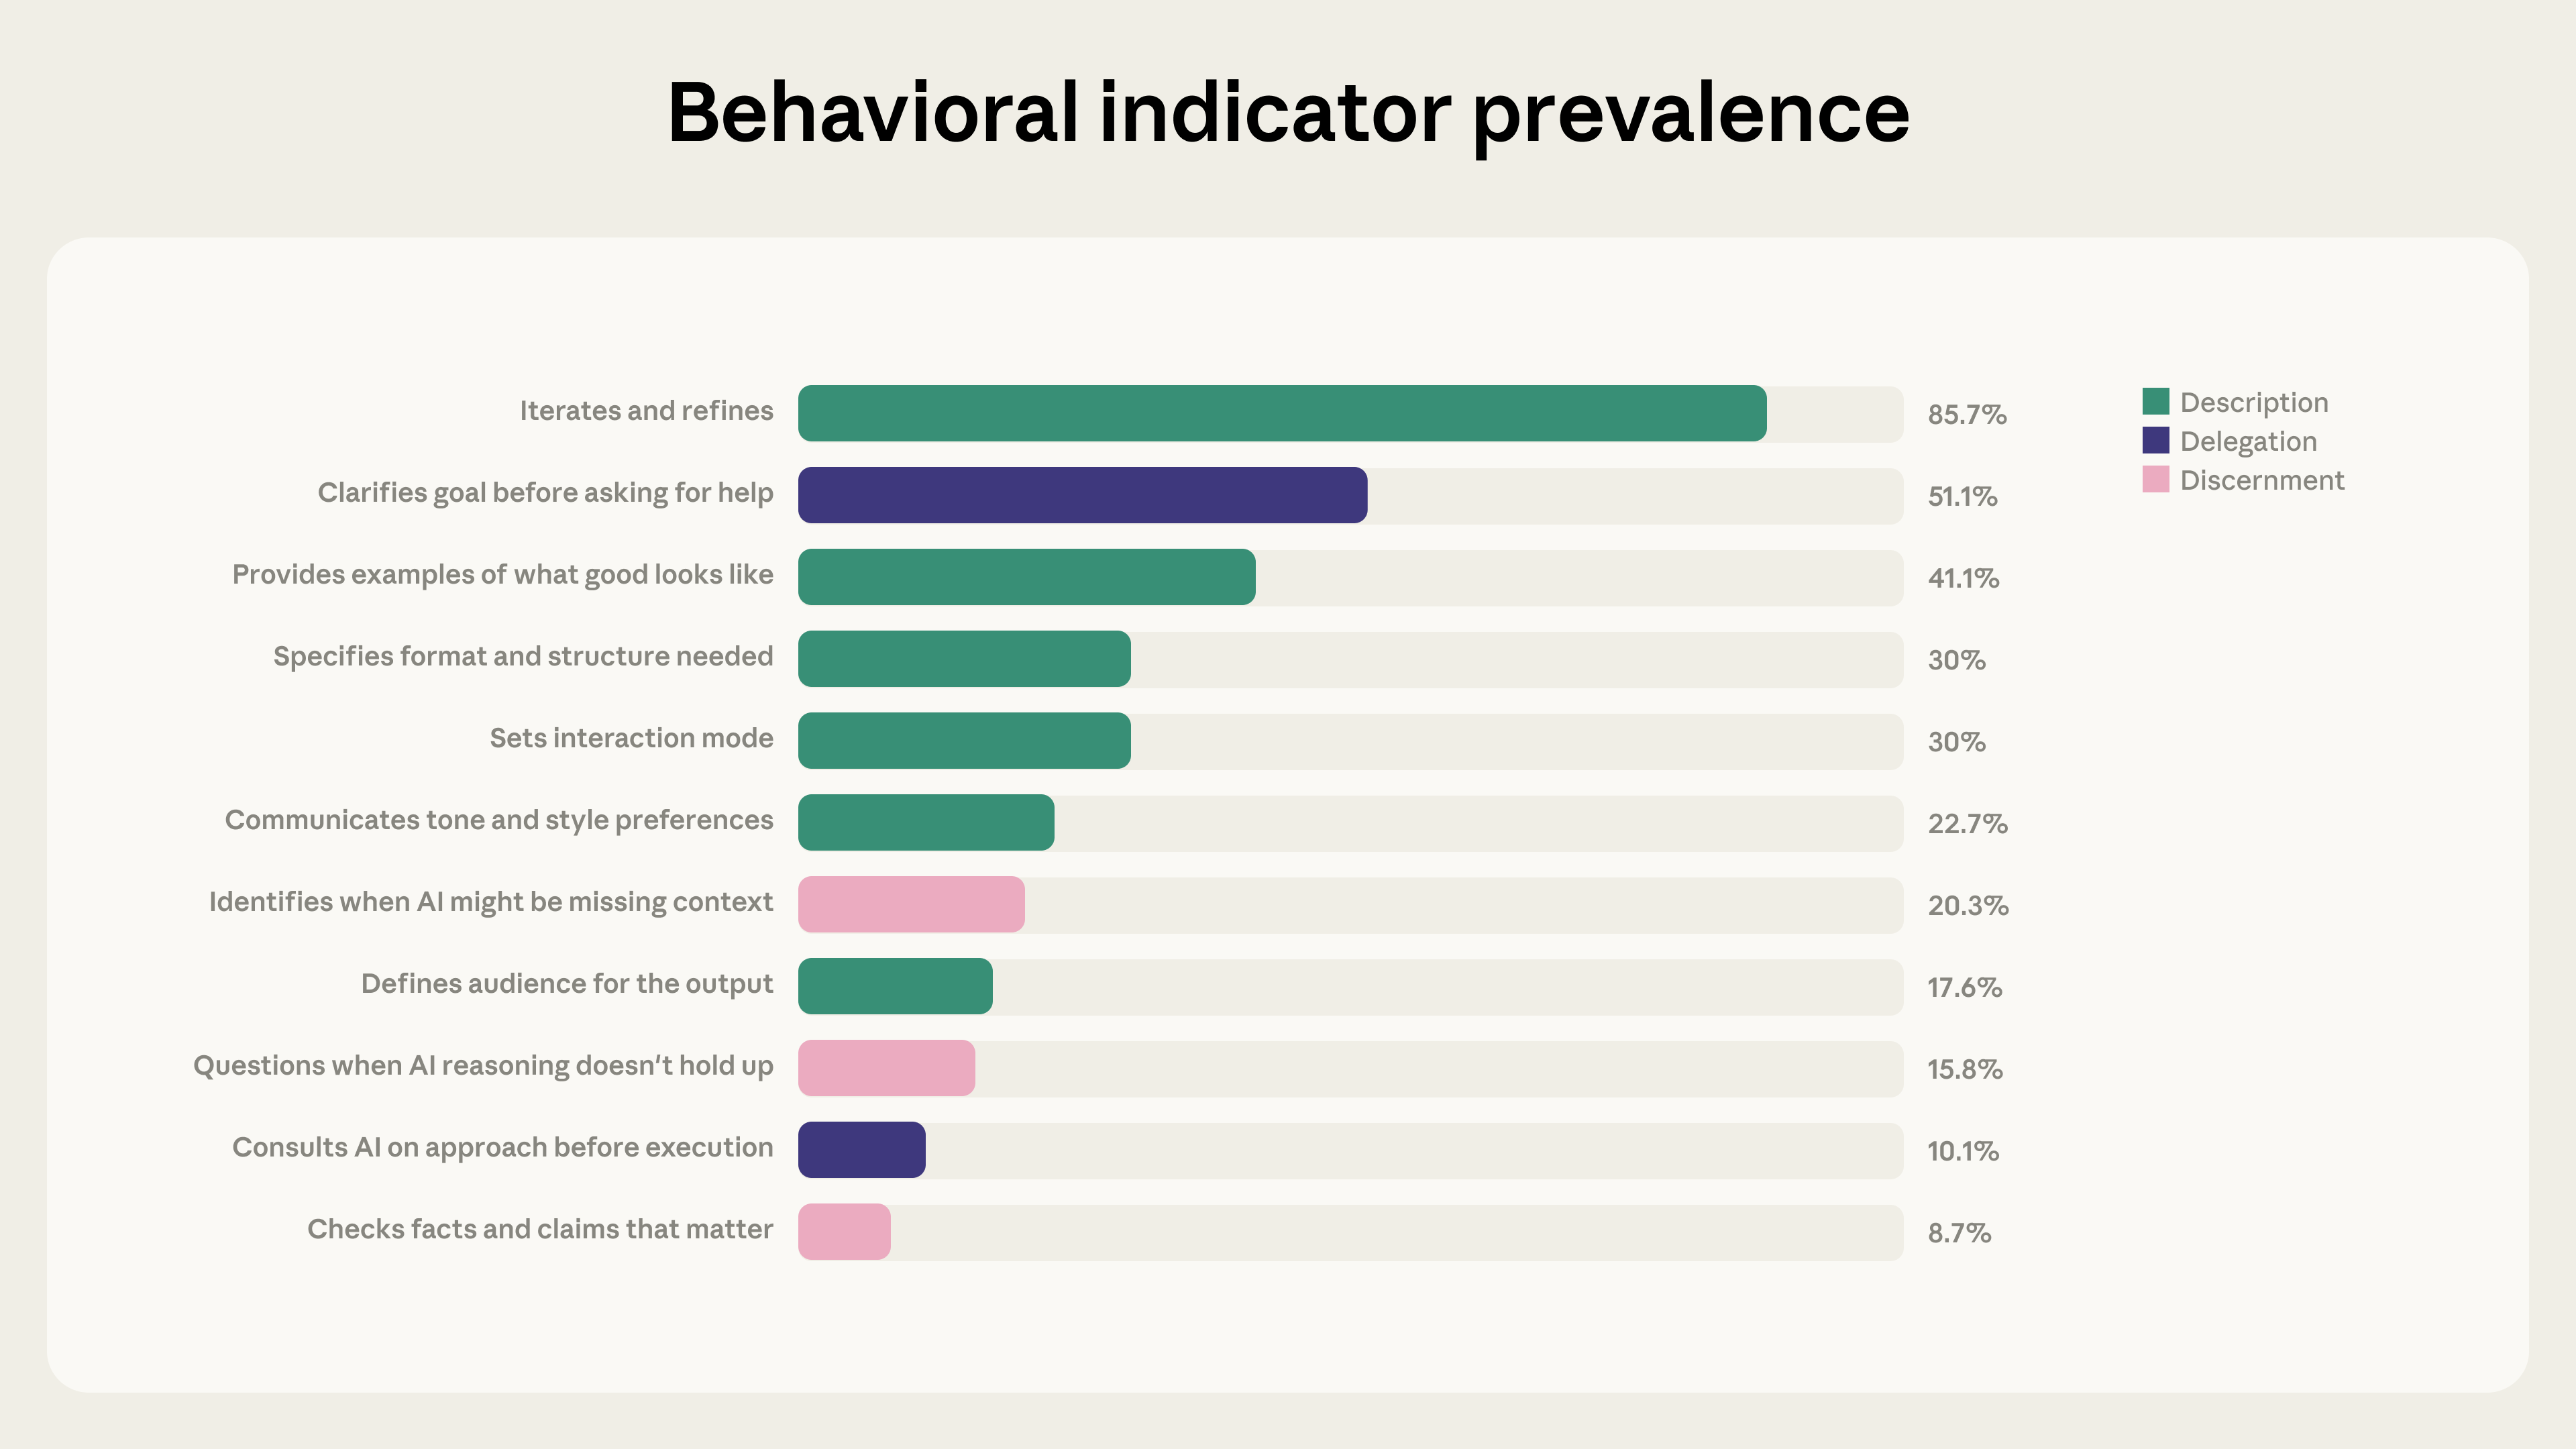 Behavioral indicator prevalence
Iterates and refines 85.7%
Clarifies goal before asking for help 51.1%
Provides examples of what good looks like 41.1%
Specifies format and structure needed 30%
Sets interaction mode 30%
Communicates tone and style preferences 22.7%
Identifies when AI might be missing context 20.3%
Defines audience for the output 17.6%
Questions when AI reasoning doesn't hold up 15.8%
Consults AI on approach before execution 10.1%
Checks facts and claims that matter 8.7%
Description
Delegation
Discernment